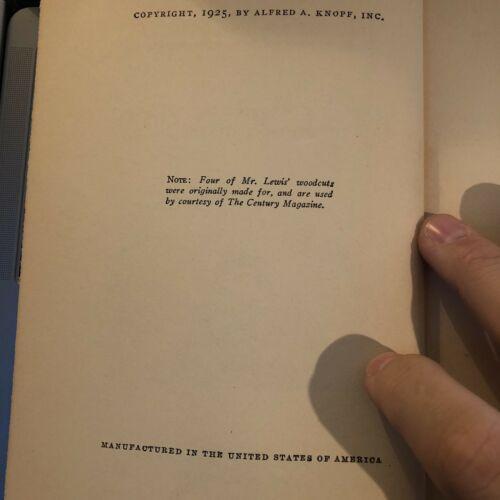 COPYRIGHT, 1925, BY ALFRED A. KNOPF, INC.
NOTE: Four of Mr. Lewis' woodcuts
were originally made for, and are used
by courtesy of The Century Magazine.
MANUFACTURED IN THE UNITED STATES OF AMERICA